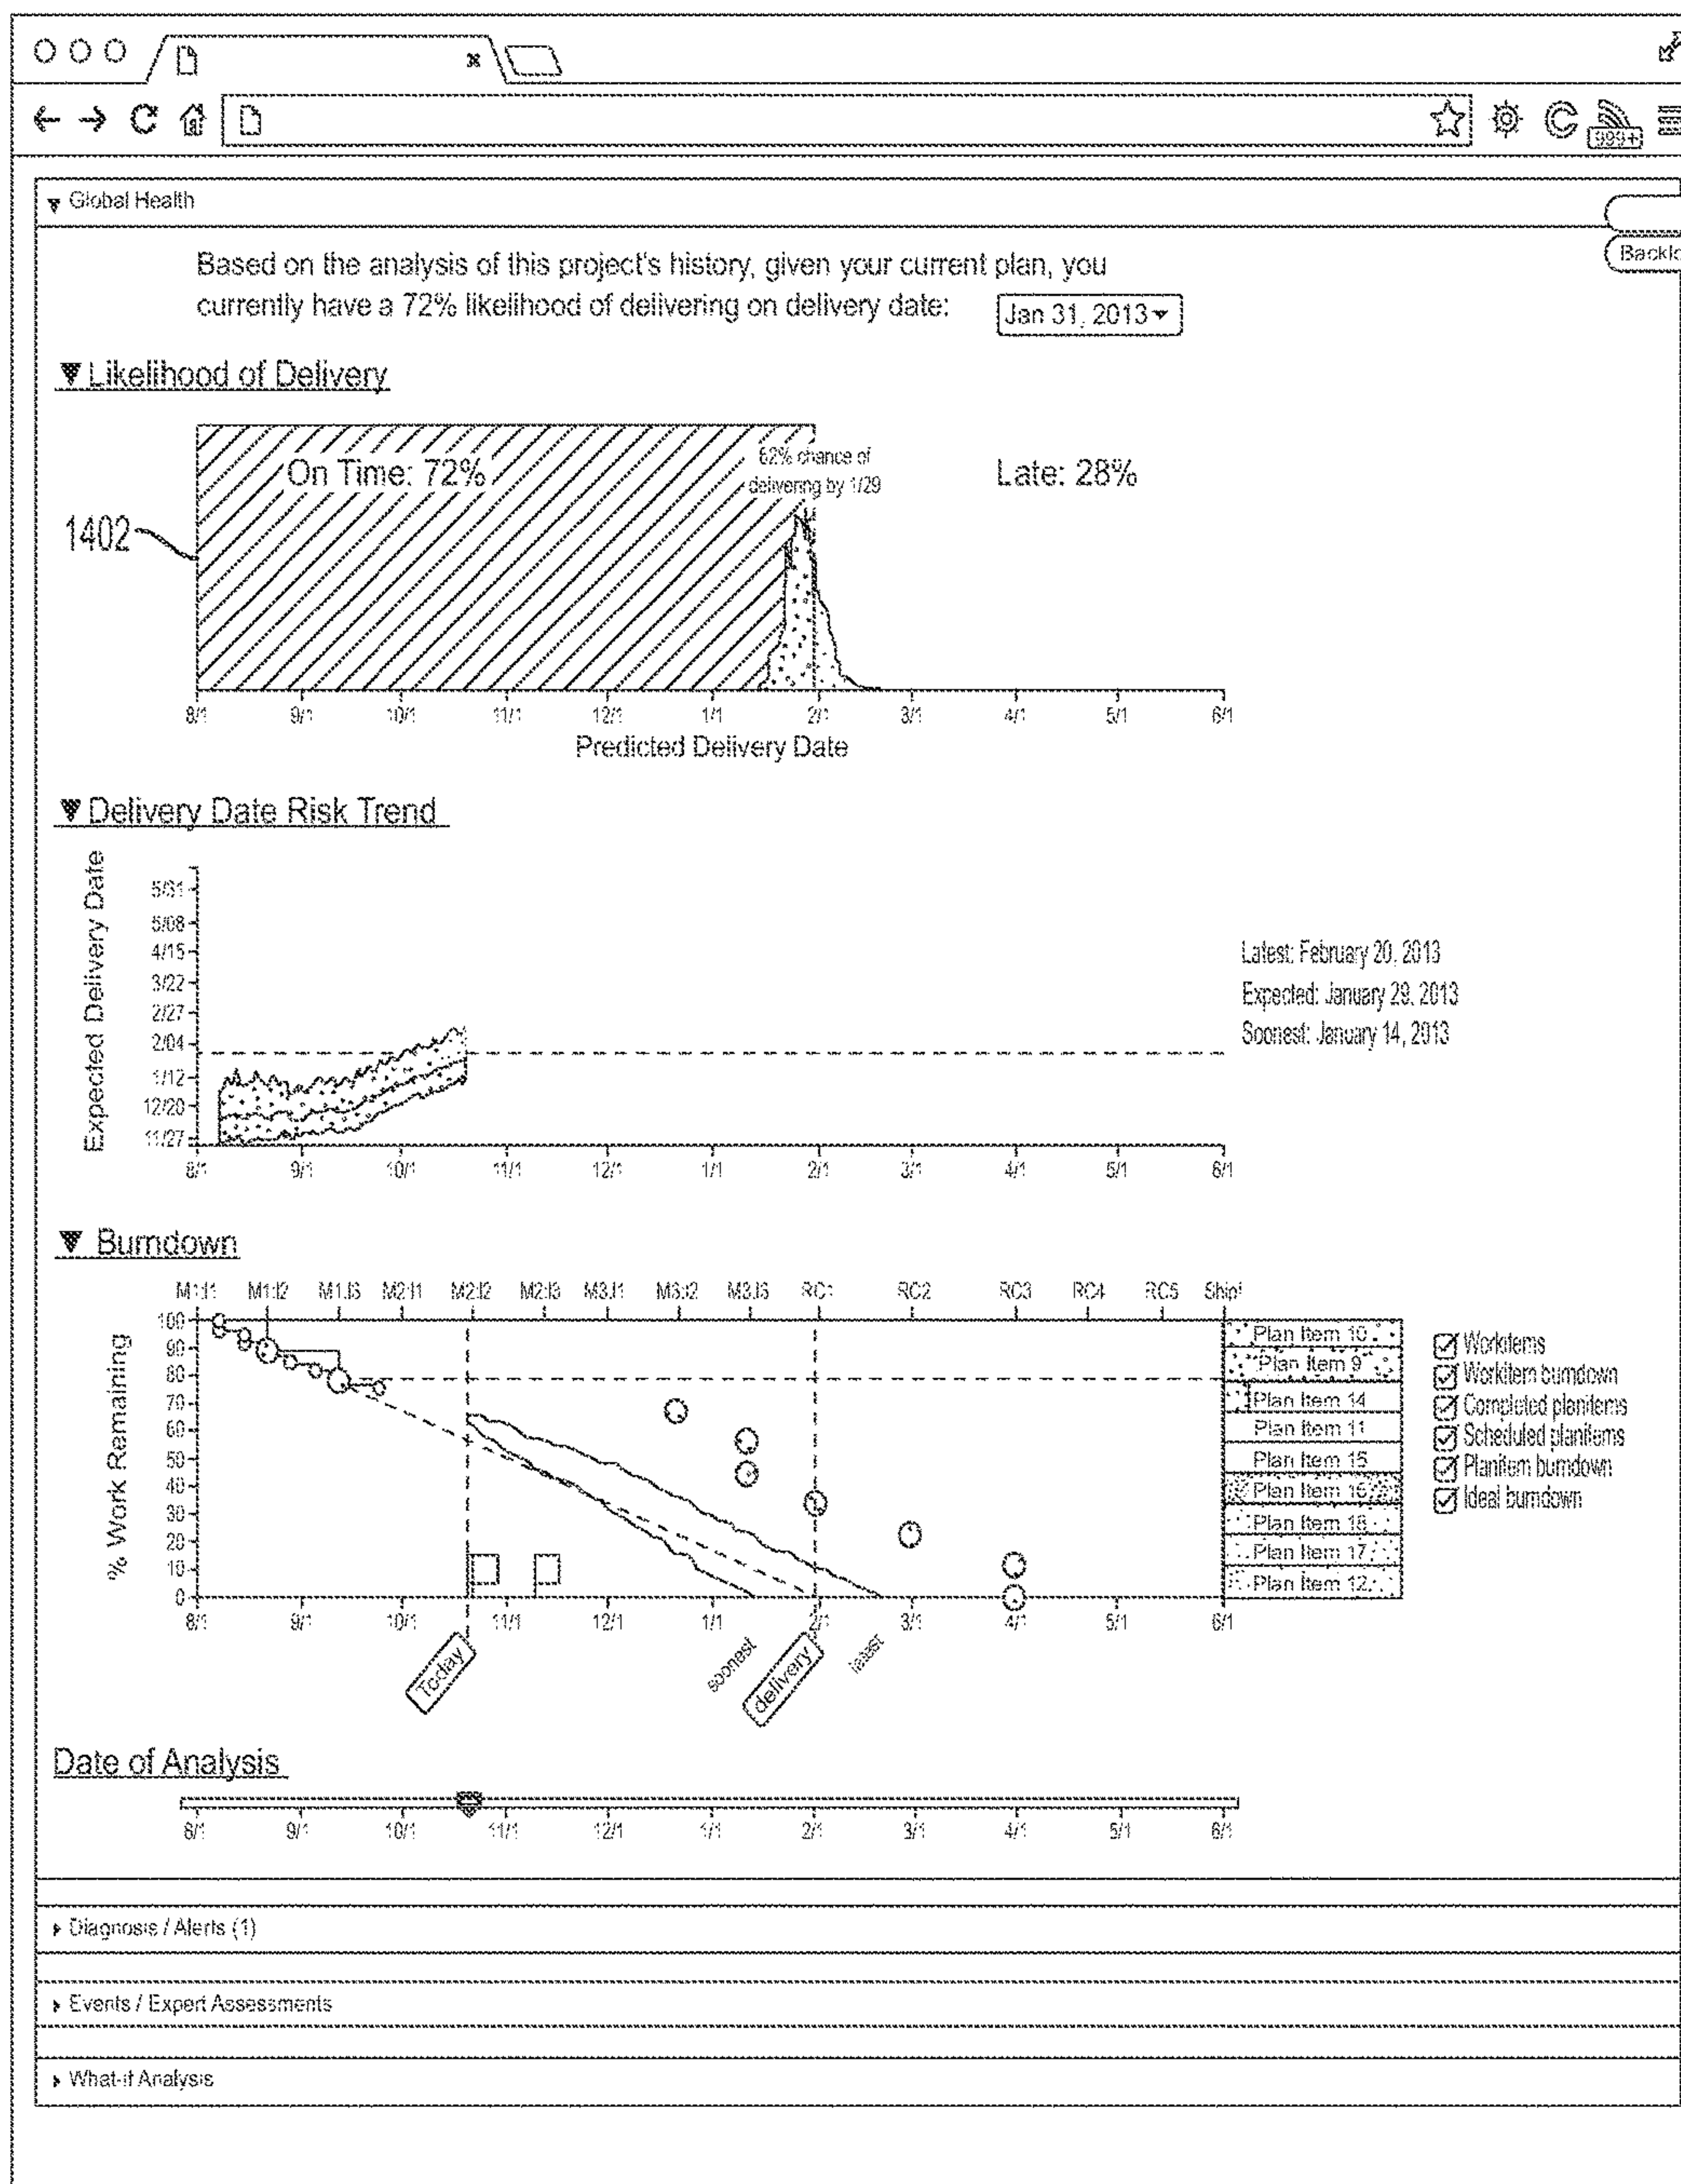 999+
Global Health
Based on the analysis of this project's history, given your current plan, you
currently have a 72% likelihood of delivering on delivery date:
Jan 31, 2013
Likelihood of Delivery
On Time: 72%
62% chance of
delivering by 1/29
Late: 28%
1402
8/1 9/1 10/1 11/1 12/1 1/1 2/1 3/1 4/1 5/1 6/1
Predicted Delivery Date
Delivery Date Risk Trend
Expected Delivery Date
5/31
5/08
4/15
3/22
2/27
2/04
1/12
12/20
11/27
8/1 9/1 10/1 11/1 12/1 1/1 2/1 3/1 4/1 5/1 6/1
Latest: February 20, 2013
Expected: January 29, 2013
Soonest: January 14, 2013
Burndown
M1:I1 M1:I2 M1:I3 M2:I1 M2:I2 M2:I3 M3:I1 M3:I2 M3:I3 RC1 RC2 RC3 RC4 RC5 Ship!
% Work Remaining
100
90
80
70
60
50
40
30
20
10
0
8/1 9/1 10/1 11/1 12/1 1/1 2/1 3/1 4/1 5/1 6/1
Today
soonest
delivery
latest
Plan Item 10
Plan Item 9
Plan Item 14
Plan Item 11
Plan Item 15
Plan Item 16
Plan Item 18
Plan Item 17
Plan Item 12
Workitems
Workitem burndown
Completed planitems
Scheduled planitems
Planitem burndown
Ideal burndown
Date of Analysis
8/1 9/1 10/1 11/1 12/1 1/1 2/1 3/1 4/1 5/1 6/1
Diagnosis / Alerts (1)
Events / Expert Assessments
What-if Analysis